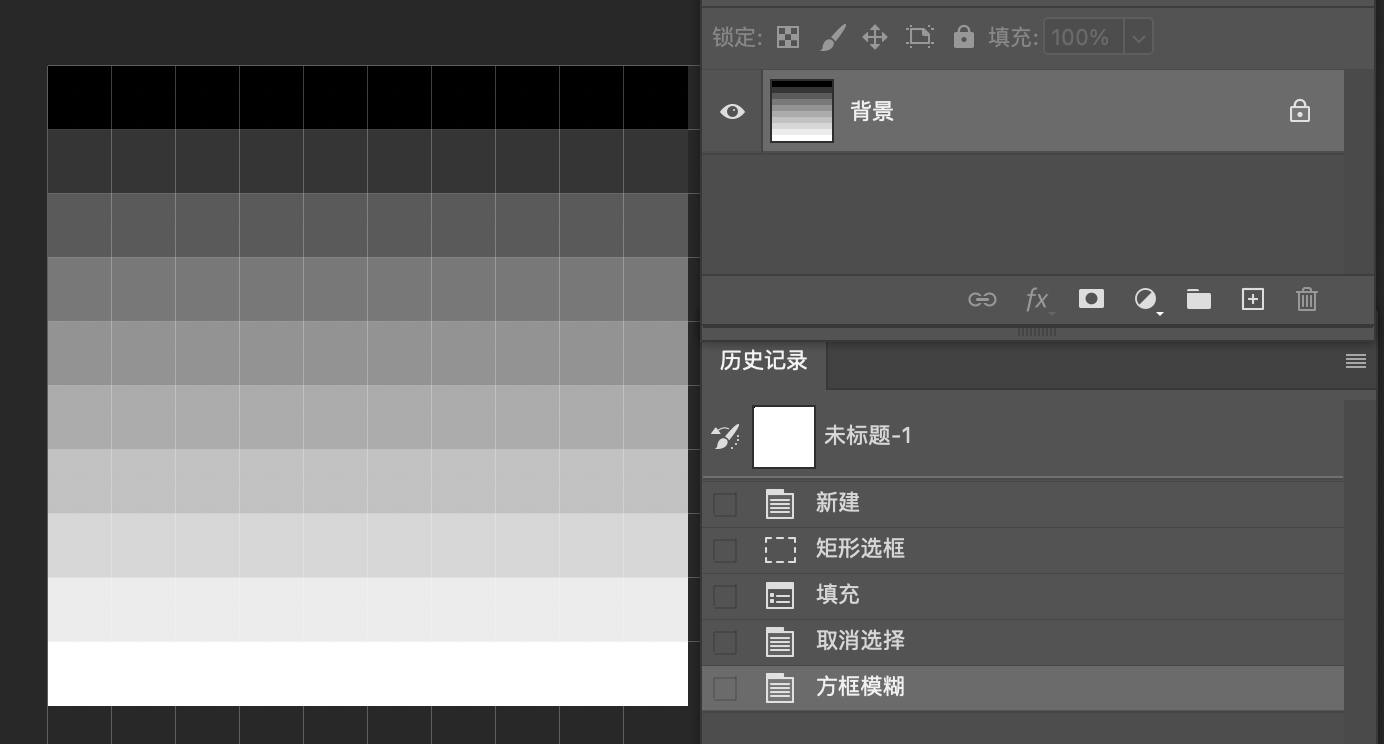 锁定: 填充: 100%
背景
fx
历史记录
未标题-1
新建
矩形选框
填充
取消选择
方框模糊